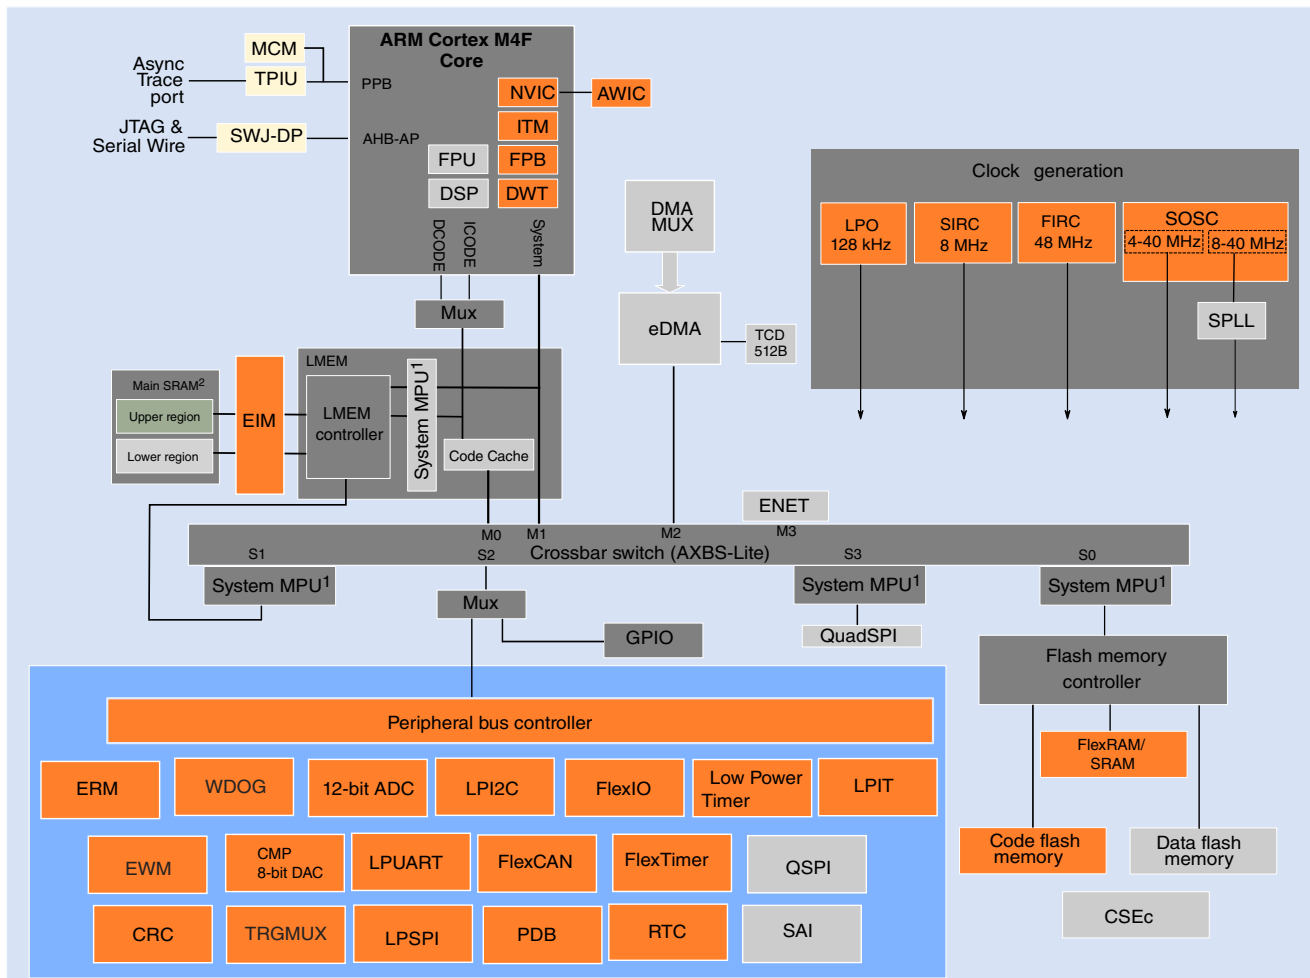 ARM Cortex M4F
Core
MCM
TPIU
Async
Trace
port
PPB
JTAG &
Serial Wire
SWJ-DP
AHB-AP
NVIC
AWIC
ITM
FPU
FPB
DSP
DWT
DCODE
ICODE
System
Mux
DMA
MUX
eDMA
TCD
512B
Clock generation
LPO
128 kHz
SIRC
8 MHz
FIRC
48 MHz
SOSC
4-40 MHz
8-40 MHz
SPLL
Main SRAM2
Upper region
Lower region
EIM
LMEM
LMEM
controller
System MPU1
Code Cache
ENET
M0
M1
M2
M3
Crossbar switch (AXBS-Lite)
S1
S2
S3
S0
System MPU1
Mux
GPIO
System MPU1
QuadSPI
System MPU1
Flash memory
controller
FlexRAM/
SRAM
Code flash
memory
Data flash
memory
CSEc
Peripheral bus controller
ERM
WDOG
12-bit ADC
LPI2C
FlexIO
Low Power
Timer
LPIT
EWM
CMP
8-bit DAC
LPUART
FlexCAN
FlexTimer
QSPI
CRC
TRGMUX
LPSPI
PDB
RTC
SAI